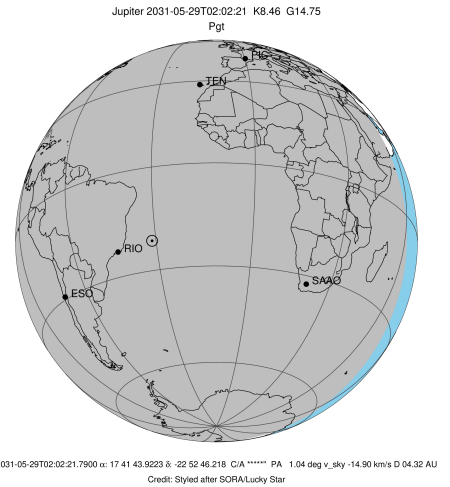 Jupiter 2031-05-29T02:02:21 K8.46 G14.75
Pgt
PIC
TEN
RIO
ESO
SAAO
031-05-29T02:02:21.7900 α: 17 41 43.9223 & -22 52 46.218 C/A *****" PA 1.04 deg v_sky -14.90 km/s D 04.32 AU
Credit: Styled after SORA/Lucky Star